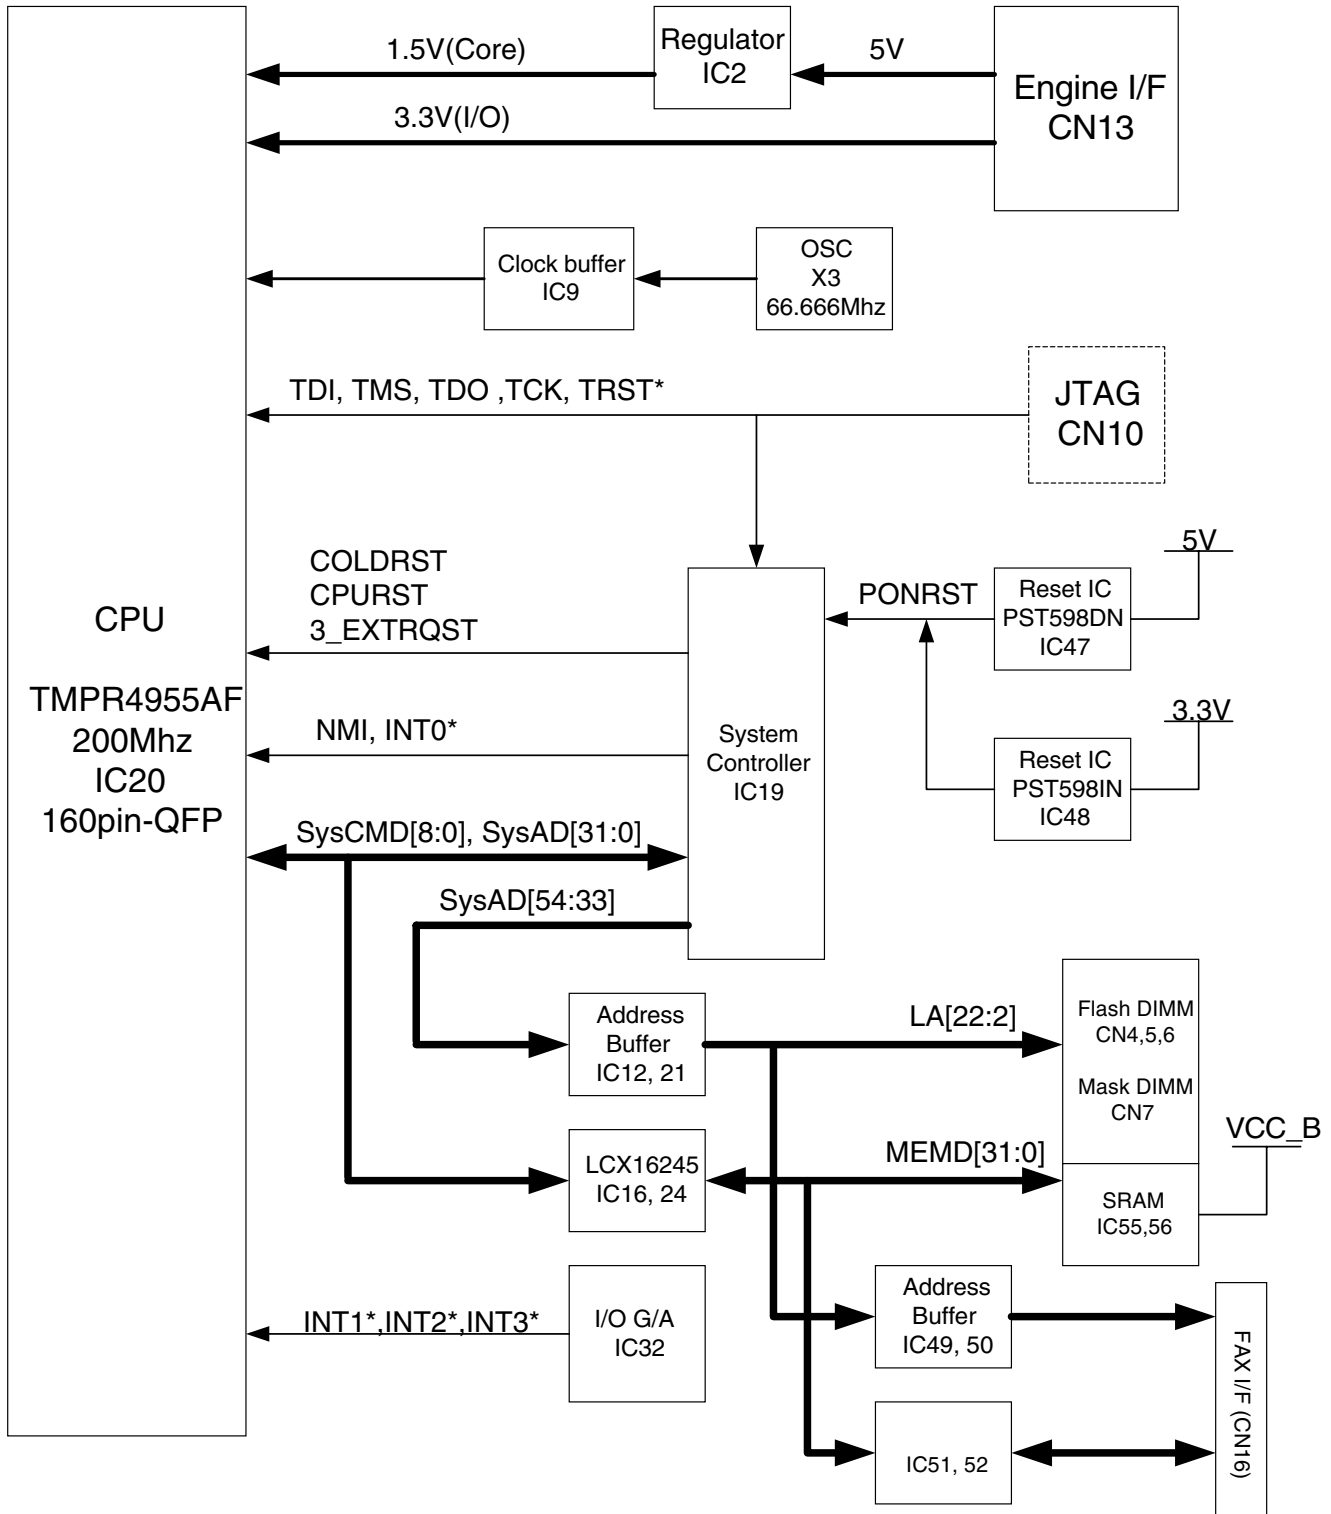 1.5V(Core)
Regulator
IC2
5V
Engine I/F
CN13
3.3V(I/O)
Clock buffer
IC9
OSC
X3
66.666Mhz
TDI, TMS, TDO ,TCK, TRST*
JTAG
CN10
COLDRST
CPURST
3_EXTRQST
PONRST
Reset IC
PST598DN
IC47
5V
CPU
TMPR4955AF
200Mhz
IC20
160pin-QFP
NMI, INT0*
System
Controller
IC19
Reset IC
PST598IN
IC48
3.3V
SysCMD[8:0], SysAD[31:0]
SysAD[54:33]
Address
Buffer
IC12, 21
LA[22:2]
Flash DIMM
CN4,5,6
Mask DIMM
CN7
LCX16245
IC16, 24
MEMD[31:0]
SRAM
IC55,56
VCC_B
INT1*,INT2*,INT3*
I/O G/A
IC32
Address
Buffer
IC49, 50
IC51, 52
FAX I/F (CN16)